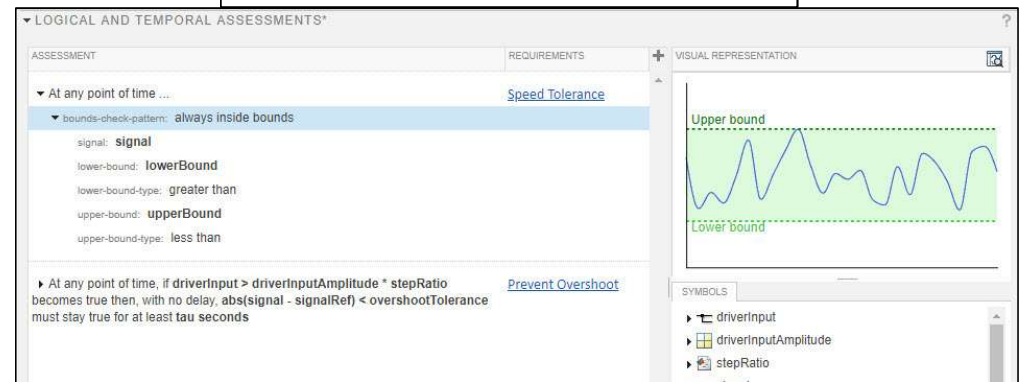 LOGICAL AND TEMPORAL ASSESSMENTS*
?
ASSESSMENT
REQUIREMENTS
At any point of time ...
Speed Tolerance
bounds-check-pattern: always inside bounds
signal: signal
lower-bound: lowerBound
lower-bound-type: greater than
upper-bound: upperBound
upper-bound-type: less than
At any point of time, if driverInput > driverInputAmplitude * stepRatio
becomes true then, with no delay, abs(signal - signalRef) < overshootTolerance
must stay true for at least tau seconds
Prevent Overshoot
VISUAL REPRESENTATION
Upper bound
Lower bound
SYMBOLS
driverInput
driverInputAmplitude
stepRatio